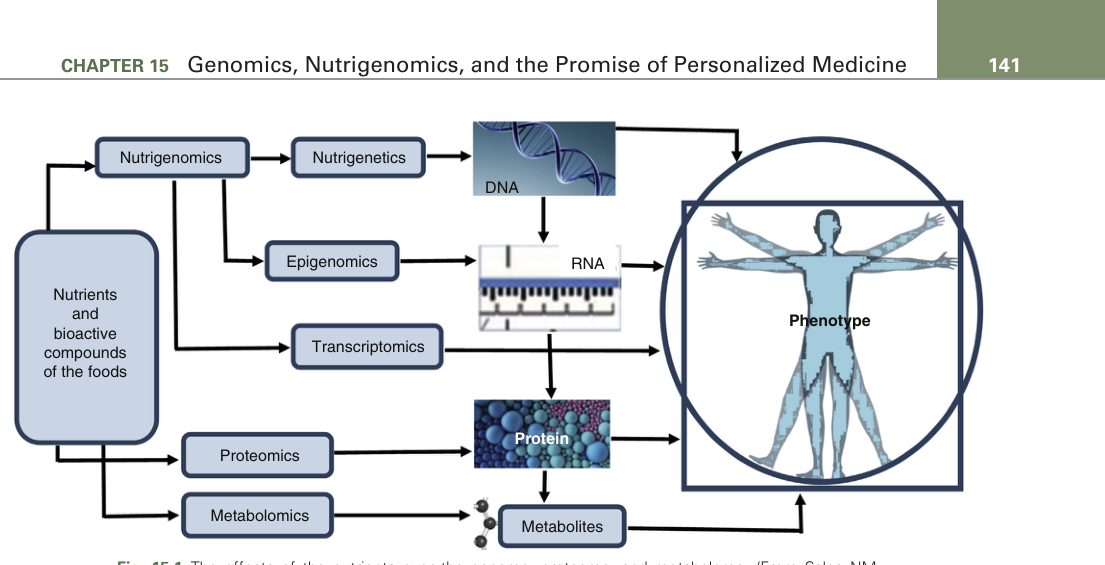 CHAPTER 15 Genomics, Nutrigenomics, and the Promise of Personalized Medicine 141
Nutrigenomics
Nutrigenetics
DNA
Epigenomics
RNA
Nutrients
and
bioactive
compounds
of the foods
Phenotype
Transcriptomics
Proteomics
Protein
Metabolomics
Metabolites